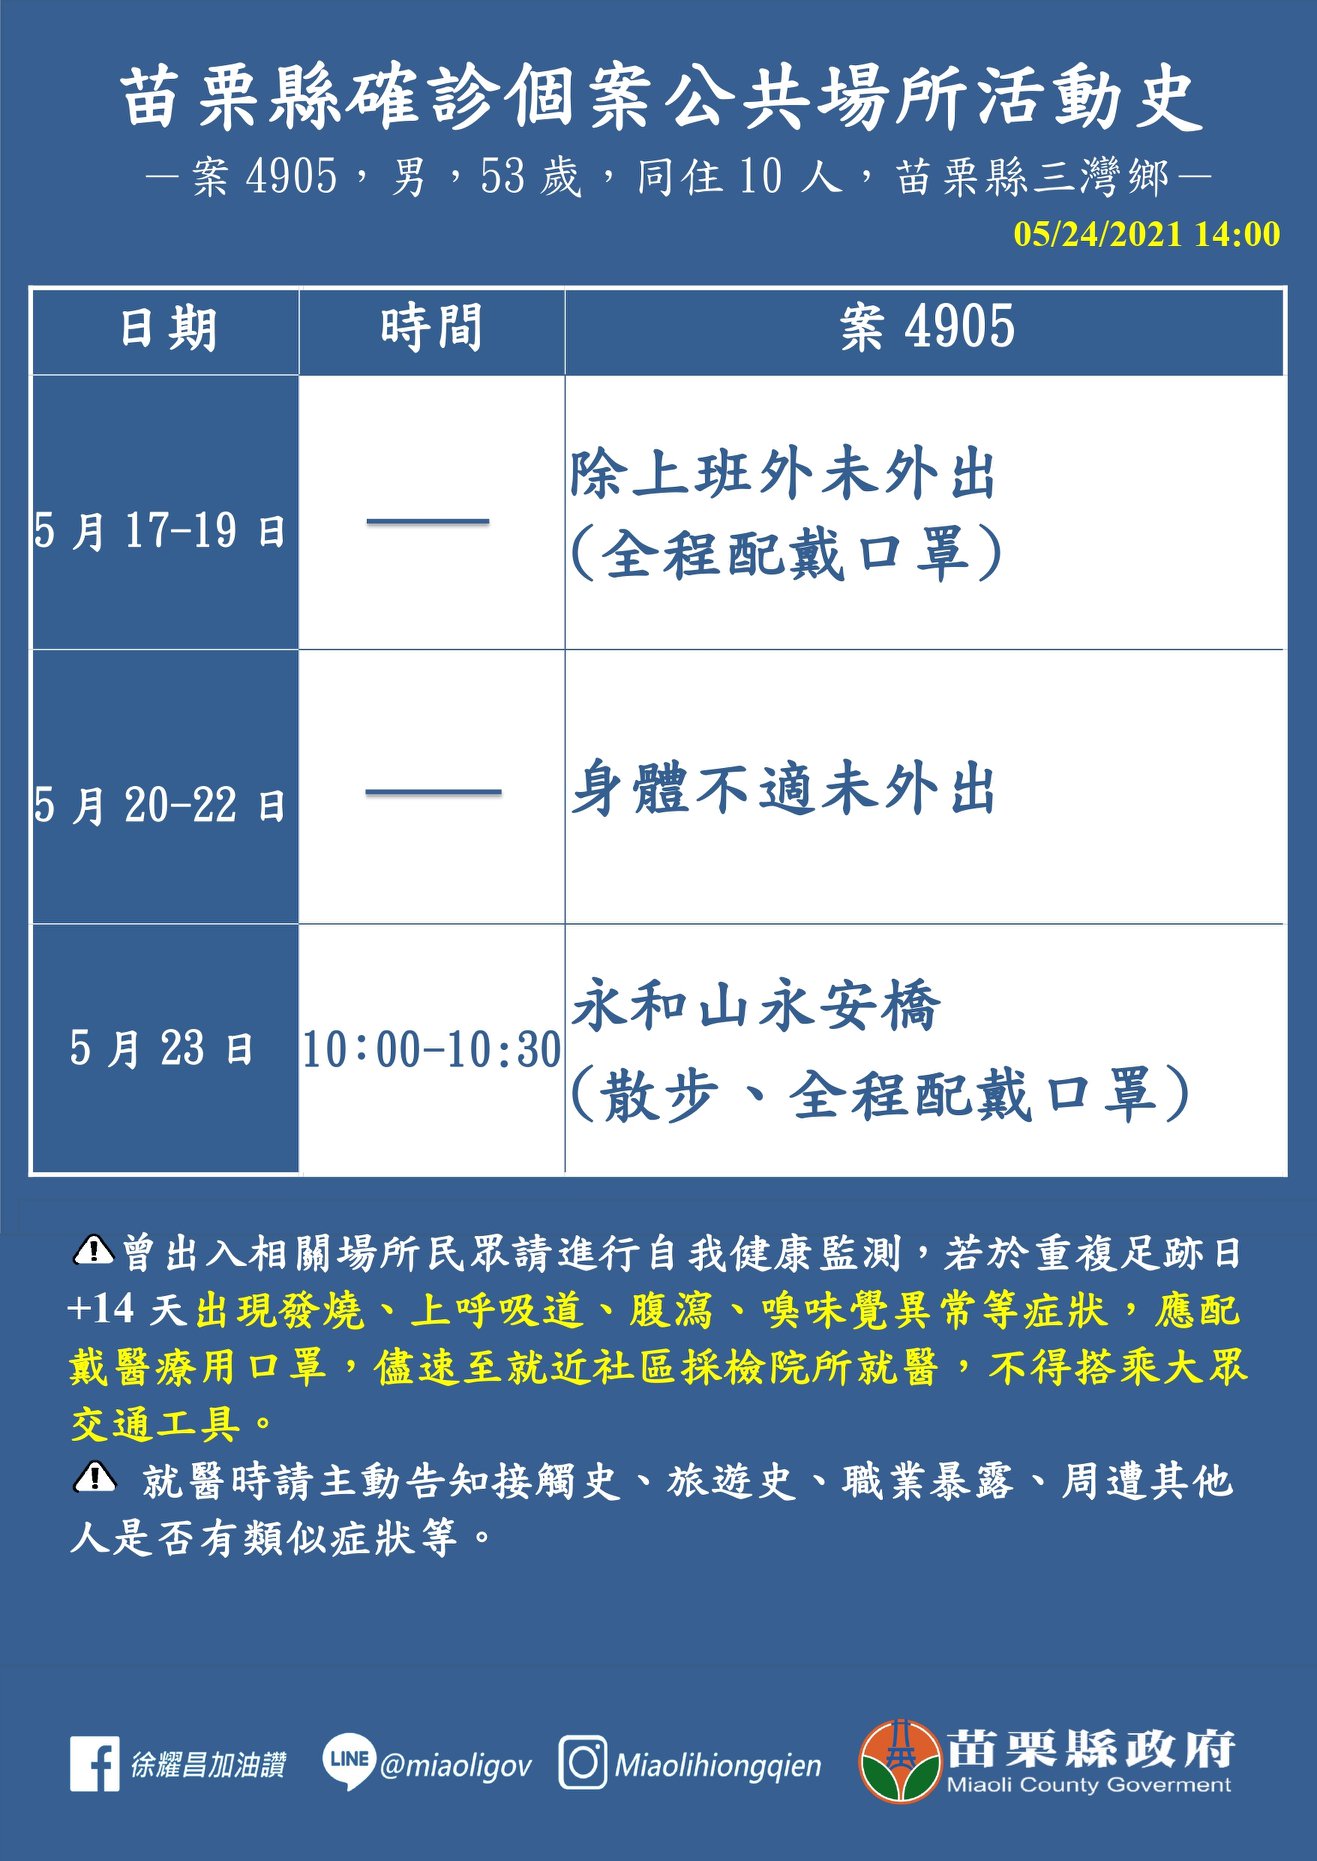 苗栗縣確診個案公共場所活動史
—案 4905，男，53 歲，同住 10 人，苗栗縣三灣鄉—
05/24/2021 14:00
日期 時間 案 4905
5 月 17-19 日 —— 除上班外未外出
(全程配戴口罩)
5 月 20-22 日 —— 身體不適未外出
5 月 23 日 10:00-10:30 永和山永安橋
(散步、全程配戴口罩)
曾出入相關場所民眾請進行自我健康監測，若於重複足跡日
+14 天出現發燒、上呼吸道、腹瀉、嗅味覺異常等症狀，應配
戴醫療用口罩，儘速至就近社區採檢院所就醫，不得搭乘大眾
交通工具。
就醫時請主動告知接觸史、旅遊史、職業暴露、周遭其他
人是否有類似症狀等。
徐耀昌加油讚 LINE @miaoligov Miaolihiongqien 苗栗縣政府
Miaoli County Goverment